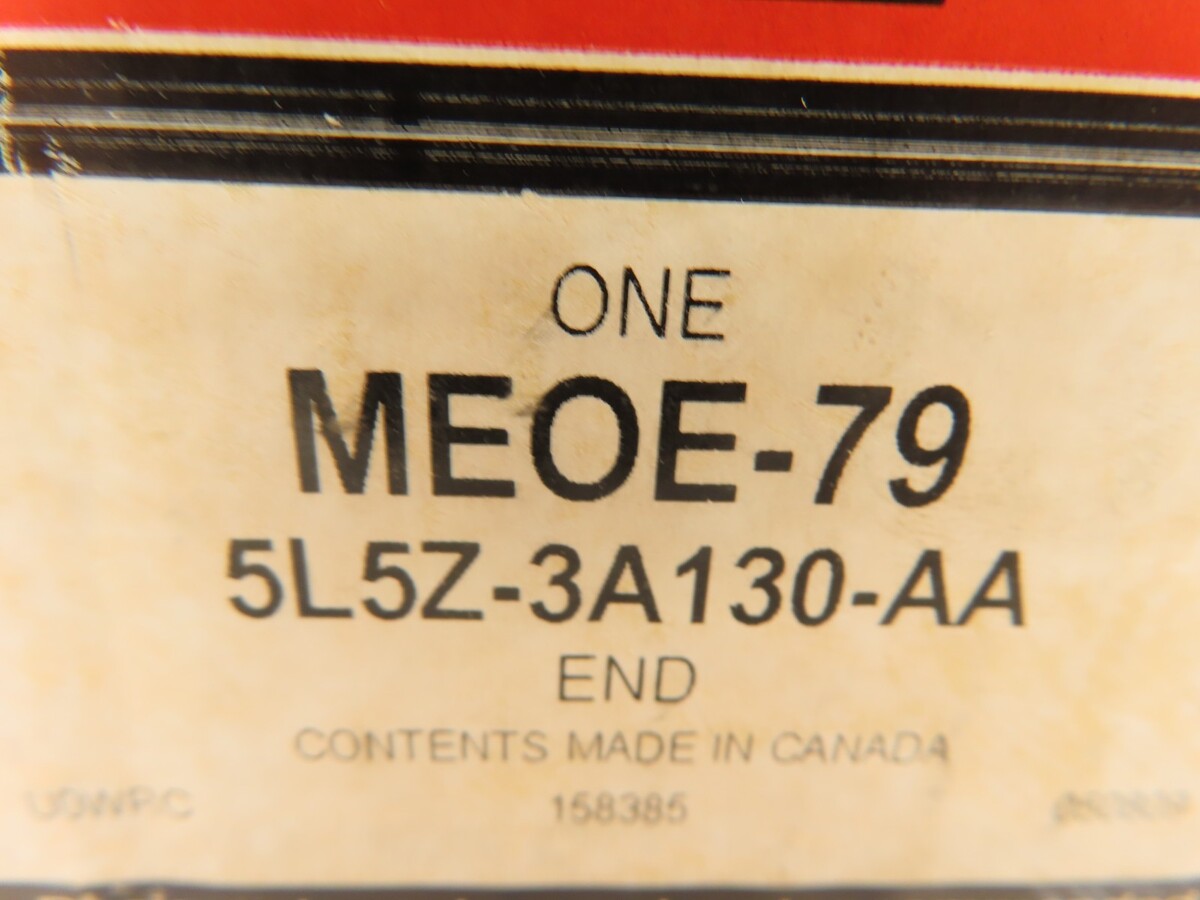 ONE
MEOE-79
5L5Z-3A130-AA
END
CONTENTS MADE IN CANADA
158385